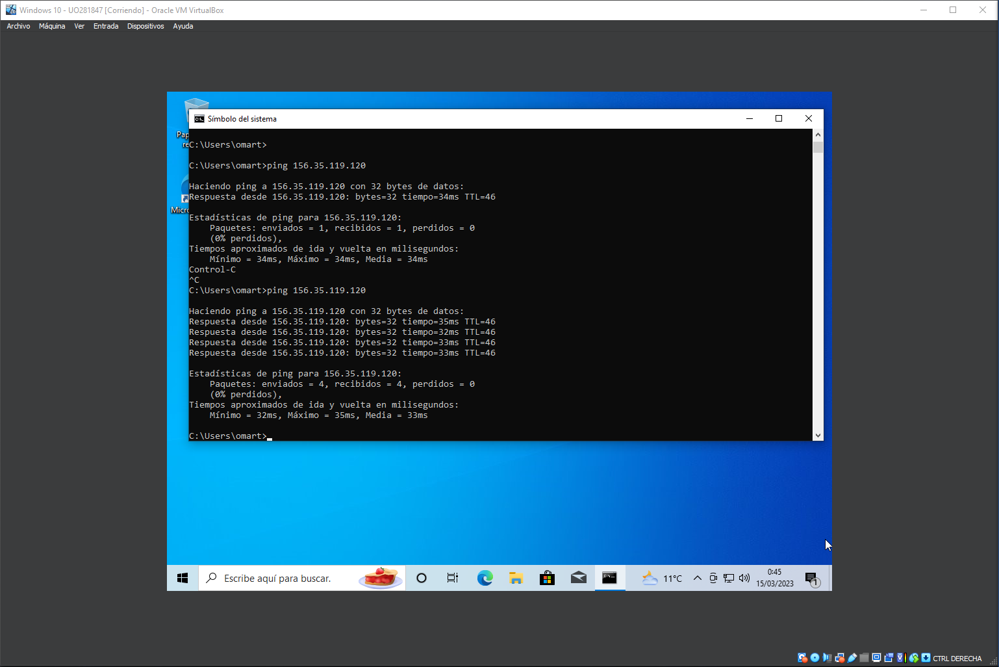 Windows 10 - UO281847 [Corriendo] - Oracle VM VirtualBox
Archivo Máquina Ver Entrada Dispositivos Ayuda
Símbolo del sistema
C:\Users\omart>
C:\Users\omart>ping 156.35.119.120
Haciendo ping a 156.35.119.120 con 32 bytes de datos:
Respuesta desde 156.35.119.120: bytes=32 tiempo=34ms TTL=46
Estadísticas de ping para 156.35.119.120:
Paquetes: enviados = 1, recibidos = 1, perdidos = 0
(0% perdidos),
Tiempos aproximados de ida y vuelta en milisegundos:
Mínimo = 34ms, Máximo = 34ms, Media = 34ms
Control-C
^C
C:\Users\omart>ping 156.35.119.120
Haciendo ping a 156.35.119.120 con 32 bytes de datos:
Respuesta desde 156.35.119.120: bytes=32 tiempo=35ms TTL=46
Respuesta desde 156.35.119.120: bytes=32 tiempo=32ms TTL=46
Respuesta desde 156.35.119.120: bytes=32 tiempo=33ms TTL=46
Respuesta desde 156.35.119.120: bytes=32 tiempo=33ms TTL=46
Estadísticas de ping para 156.35.119.120:
Paquetes: enviados = 4, recibidos = 4, perdidos = 0
(0% perdidos),
Tiempos aproximados de ida y vuelta en milisegundos:
Mínimo = 32ms, Máximo = 35ms, Media = 33ms
C:\Users\omart>
Pap
re
Micro
Escribe aquí para buscar.
11°C
0:45
15/03/2023
1
CTRL DERECHA